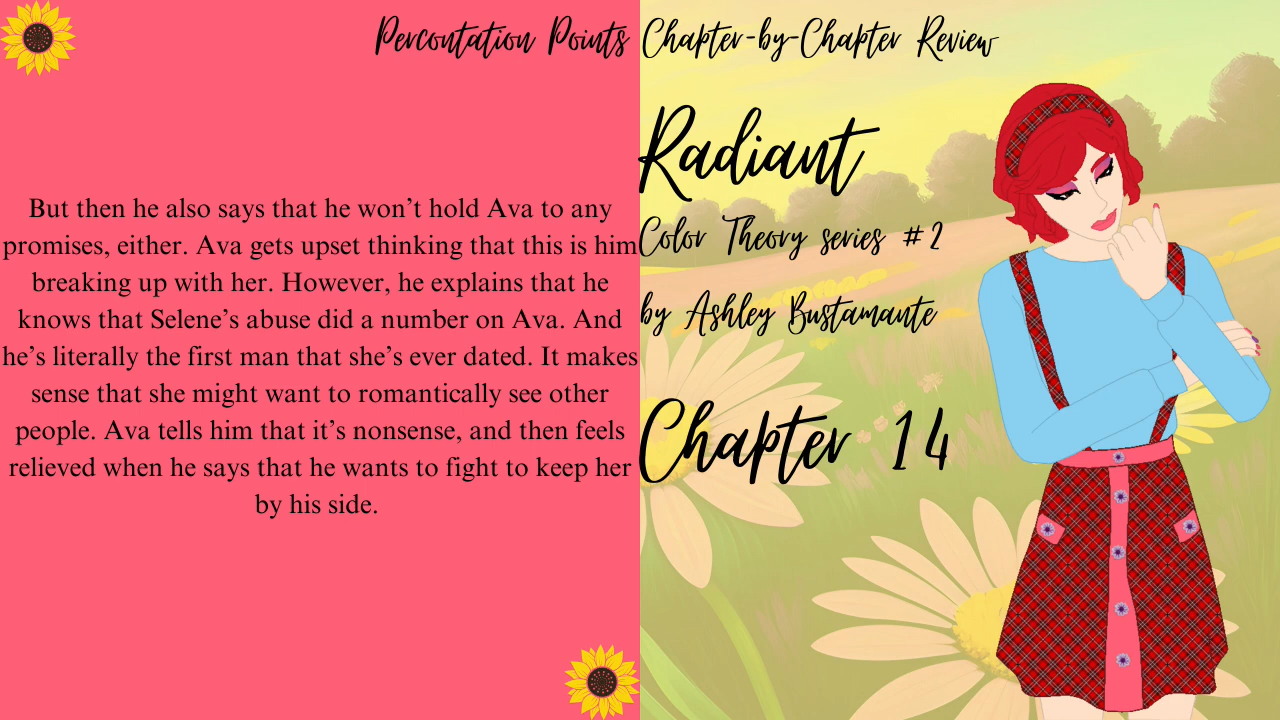 Percontation Points Chapter-by-Chapter Review
But then he also says that he won’t hold Ava to any
promises, either. Ava gets upset thinking that this is him
breaking up with her. However, he explains that he
knows that Selene’s abuse did a number on Ava. And
he’s literally the first man that she’s ever dated. It makes
sense that she might want to romantically see other
people. Ava tells him that it’s nonsense, and then feels
relieved when he says that he wants to fight to keep her
by his side.
Radiant
Color Theory series #2
by Ashley Bustamante
Chapter 14